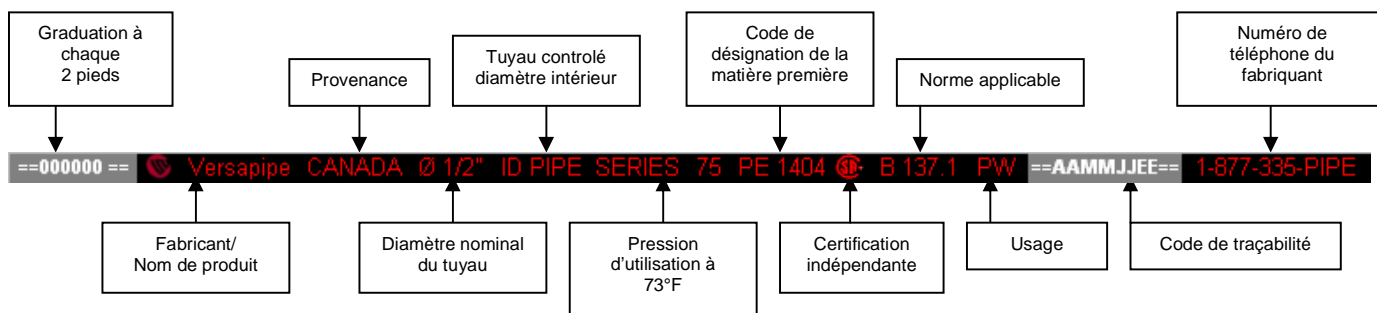 Graduation à
chaque
2 pieds
Provenance
Tuyau controlé
diamètre intérieur
Code de
désignation de la
matière première
Norme applicable
Numéro de
téléphone du
fabriquant
==000000 == Versapipe CANADA Ø 1/2" ID PIPE SERIES 75 PE 1404 B 137.1 PW ==AAMMJJEE== 1-877-335-PIPE
Fabricant/
Nom de produit
Diamètre nominal
du tuyau
Pression
d'utilisation à
73°F
Certification
indépendante
Usage
Code de traçabilité